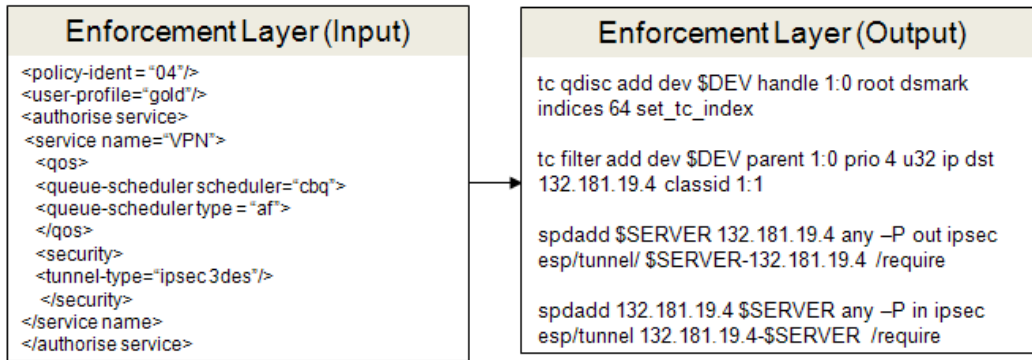 Enforcement Layer (Input)
<policy-ident = “04”/>
<user-profile=“gold”/>
<authorise service>
<service name=“VPN”>
<qos>
<queue-scheduler scheduler=“cbq”>
<queue-scheduler type = “af”>
</qos>
<security>
<tunnel-type=“ipsec 3des”/>
</security>
</service name>
</authorise service>
Enforcement Layer (Output)
tc qdisc add dev $DEV handle 1:0 root dsmark
indices 64 set_tc_index
tc filter add dev $DEV parent 1:0 prio 4 u32 ip dst
132.181.19.4 classid 1:1
spdadd $SERVER 132.181.19.4 any –P out ipsec
esp/tunnel/ $SERVER-132.181.19.4 /require
spdadd 132.181.19.4 $SERVER any –P in ipsec
esp/tunnel 132.181.19.4-$SERVER /require